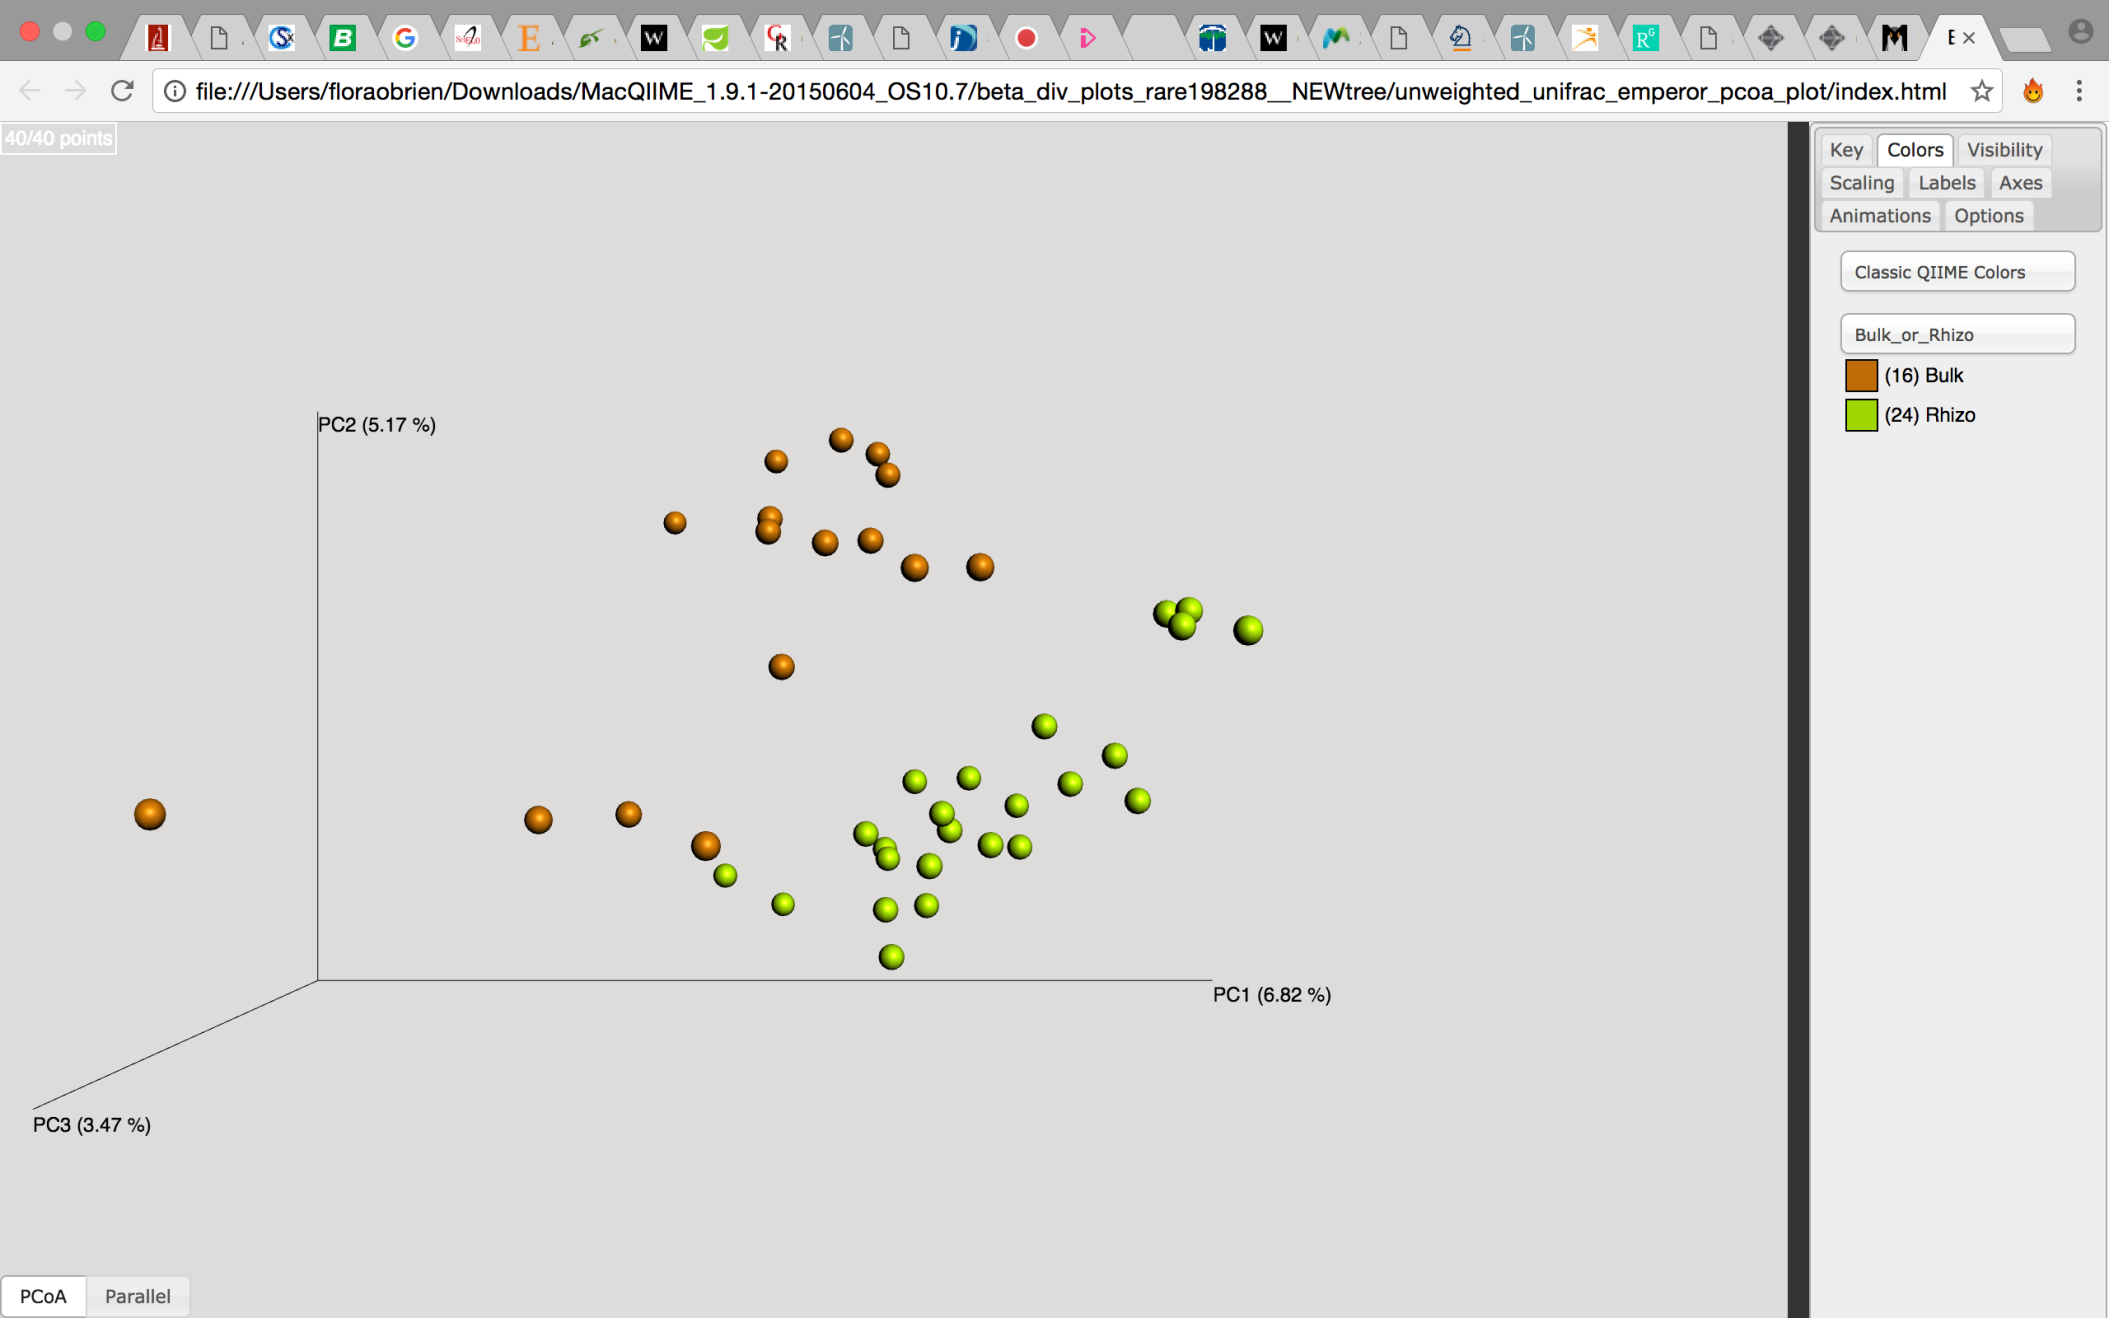 file:///Users/floraobrien/Downloads/MacQIIME_1.9.1-20150604_OS10.7/beta_div_plots_rare198288__NEWtree/unweighted_unifrac_emperor_pcoa_plot/index.html
40/40 points
Key Colors Visibility
Scaling Labels Axes
Animations Options
Classic QIIME Colors
Bulk_or_Rhizo
(16) Bulk
(24) Rhizo
PC2 (5.17 %)
PC1 (6.82 %)
PC3 (3.47 %)
PCoA Parallel